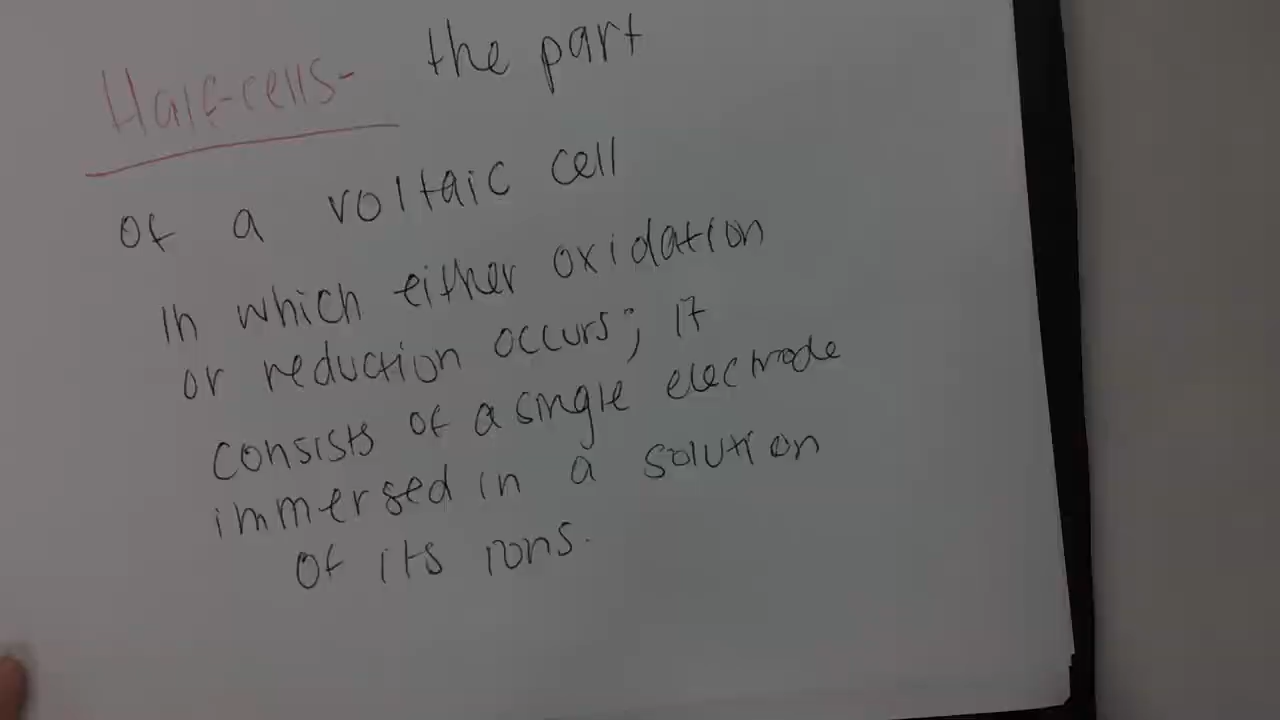 Half-cells- the part
of a voltaic cell
in which either oxidation
or reduction occurs; it
consists of a single electrode
immersed in a solution
of its ions.